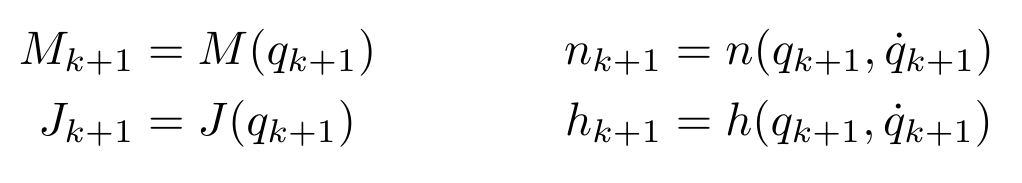 M_{k+1} = M(q_{k+1}) n_{k+1} = n(q_{k+1}, \dot{q}_{k+1})
J_{k+1} = J(q_{k+1}) h_{k+1} = h(q_{k+1}, \dot{q}_{k+1})